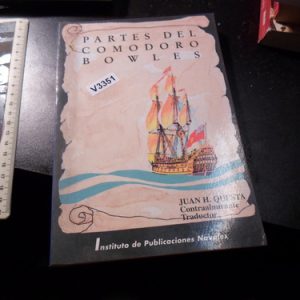 PARTES DEL
COMODORO
BOWLES
V3351
JUAN H. QUESTA
Contraalmirante
Traductor
Instituto de Publicaciones Navales